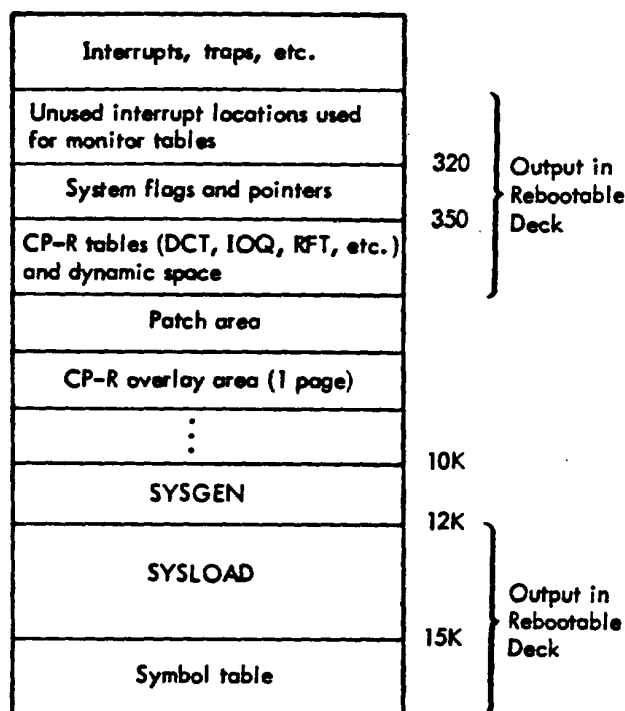 Interrupts, traps, etc.
Unused interrupt locations used
for monitor tables
320
System flags and pointers
350
CP-R tables (DCT, IOQ, RFT, etc.)
and dynamic space
Output in
Rebootable
Deck
Patch area
CP-R overlay area (1 page)
⋮
10K
SYSGEN
12K
SYSLOAD
15K
Symbol table
Output in
Rebootable
Deck